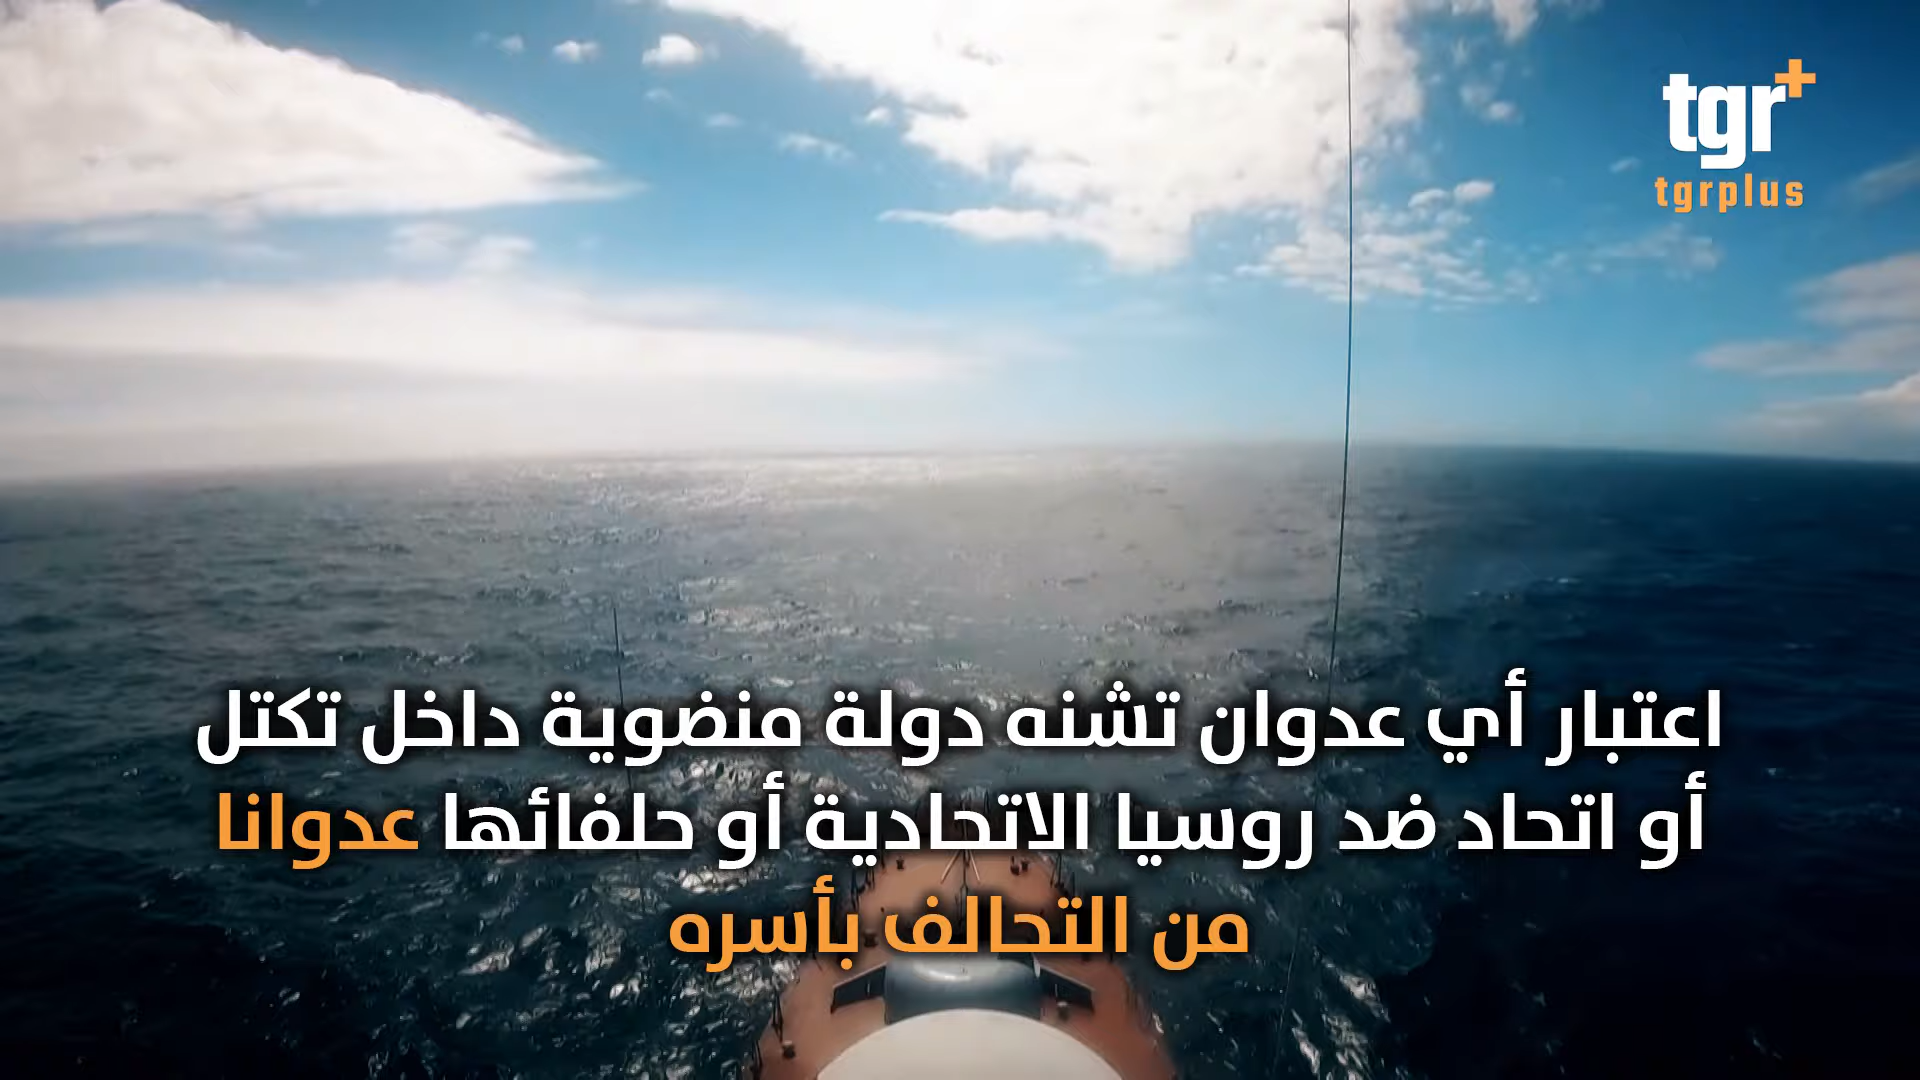 tgr+
tgrplus
اعتبار أي عدوان تشنه دولة منضوية داخل تكتل
أو اتحاد ضد روسيا الاتحادية أو حلفائها عدوانا
من التحالف بأسره